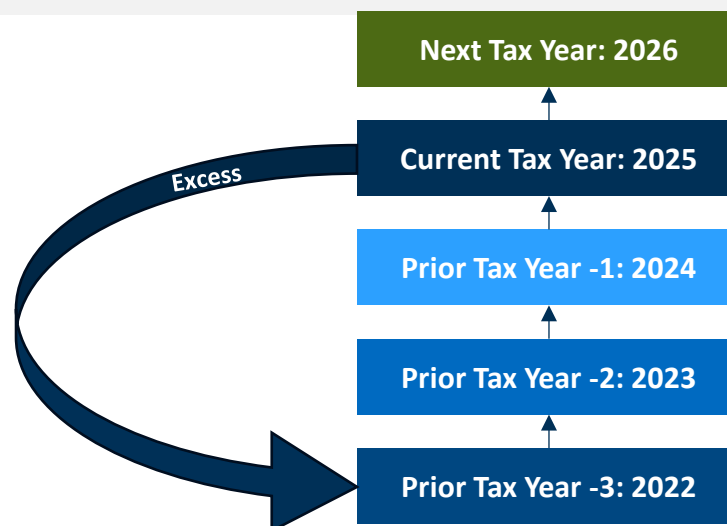 Next Tax Year: 2026
Current Tax Year: 2025
Excess
Prior Tax Year -1: 2024
Prior Tax Year -2: 2023
Prior Tax Year -3: 2022